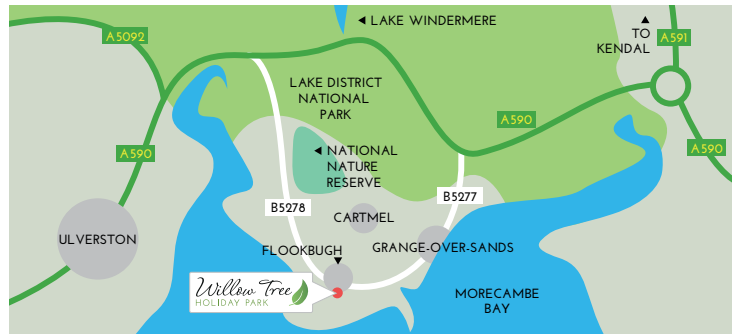 ◄ LAKE WINDERMERE
A5092
▲
TO
KENDAL
A591
LAKE DISTRICT
NATIONAL
PARK
A590
A590
A590
◄ NATIONAL
NATURE
RESERVE
B5278
B5277
CARTMEL
ULVERSTON
FLOOKBUGH
▼
GRANGE-OVER-SANDS
Willow Tree
HOLIDAY PARK
MORECAMBE
BAY